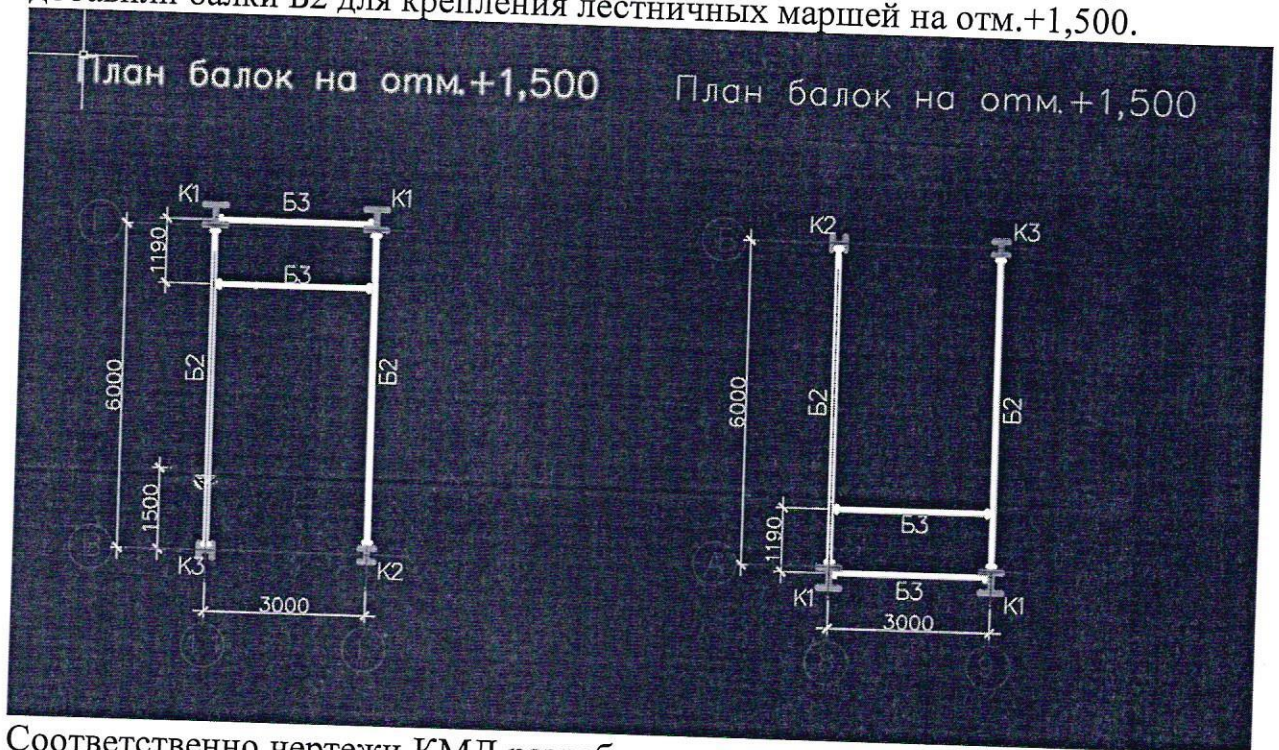 балки Б2 для крепления лестничных маршей на отм.+1,500.
План балок на отм.+1,500
План балок на отм.+1,500
К1 Б3 К1
Г
1190
Б3
6000
Б2
Б2
1500
В
К3
К2
3000
К2
К3
Б
6000
Б2
Б2
1190
Б3
А
К1
Б3
К1
3000
8
9
Соответственно чертежи КМД